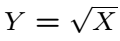 Y = √X